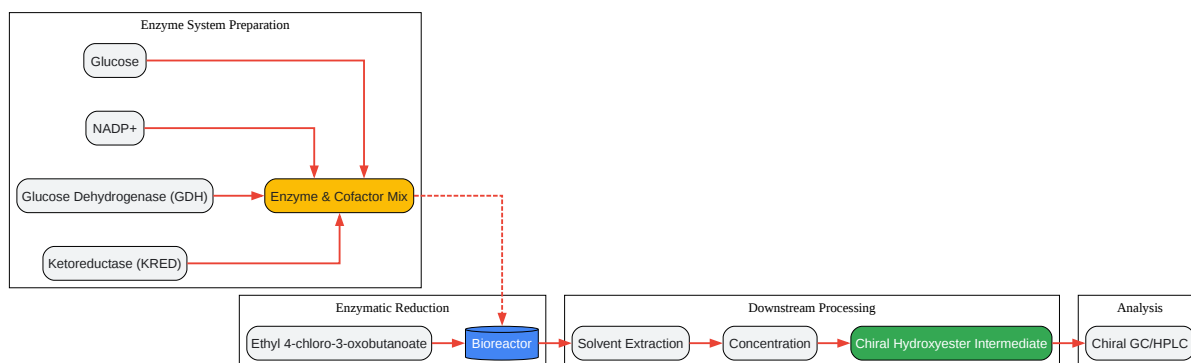 Enzyme System Preparation
Glucose
NADP+
Glucose Dehydrogenase (GDH)
Enzyme & Cofactor Mix
Ketoreductase (KRED)
Enzymatic Reduction
Ethyl 4-chloro-3-oxobutanoate
Bioreactor
Downstream Processing
Solvent Extraction
Concentration
Chiral Hydroxyester Intermediate
Analysis
Chiral GC/HPLC